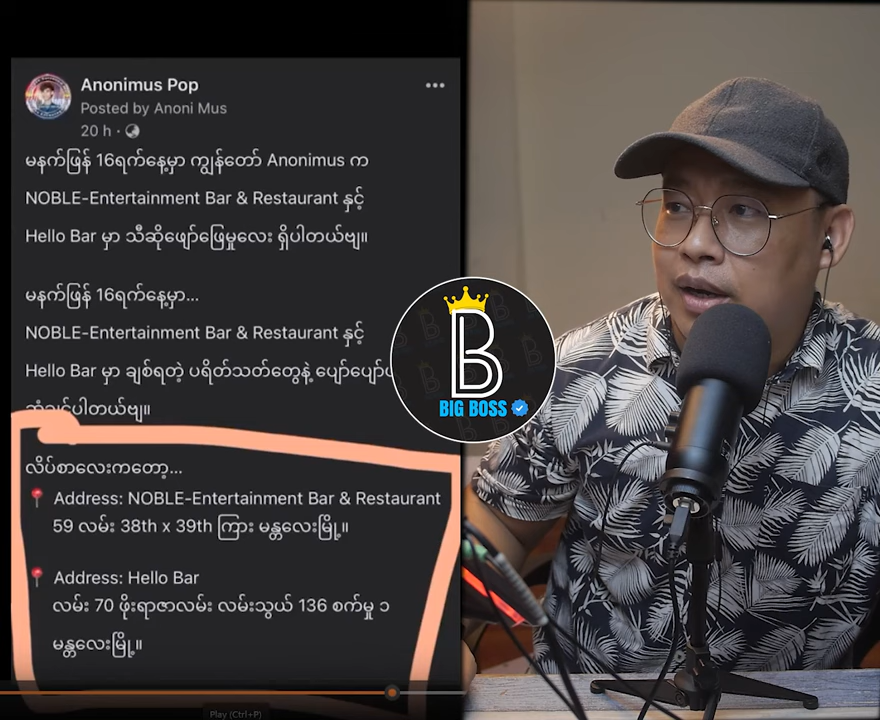 Anonimus Pop
Posted by Anoni Mus
20 h ·
မနက်ဖြန် 16ရက်နေ့မှာ ကျွန်တော် Anonimus က
NOBLE-Entertainment Bar & Restaurant နှင့်
Hello Bar မှာ သီဆိုဖျော်ဖြေမှုလေး ရှိပါတယ်ဗျ။
မနက်ဖြန် 16ရက်နေ့မှာ...
NOBLE-Entertainment Bar & Restaurant နှင့်
Hello Bar မှာ ချစ်ရတဲ့ ပရိတ်သတ်တွေနဲ့
လိပ်စာလေးကတော့...
Address: NOBLE-Entertainment Bar & Restaurant
59 လမ်း 38th x 39th ကြား မန္တလေးမြို့။
Address: Hello Bar
လမ်း 70 ဖိုးရာဇာလမ်း လမ်းသွယ် 136 စက်မှု ၁
မန္တလေးမြို့။
Play (Ctrl+P)
B
BIG BOSS